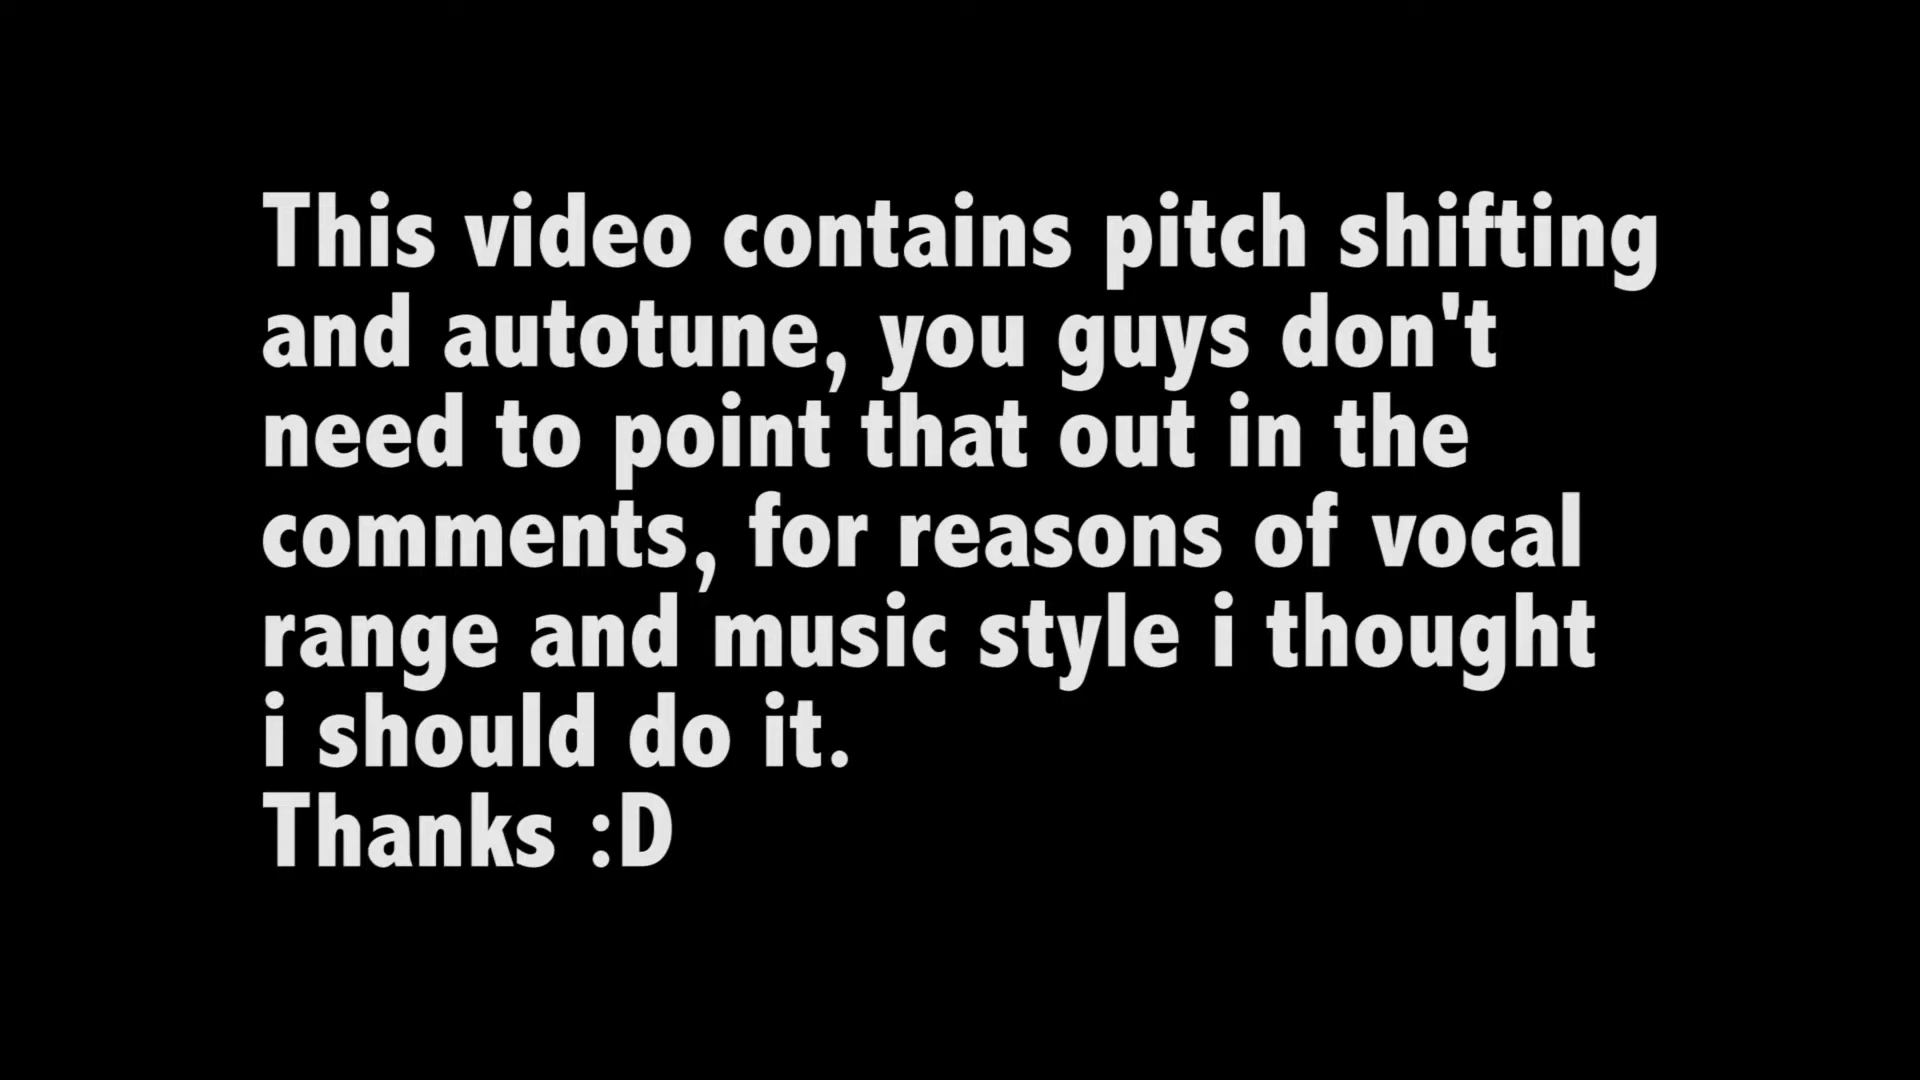 This video contains pitch shifting
and autotune, you guys don't
need to point that out in the
comments, for reasons of vocal
range and music style i thought
i should do it.
Thanks :D